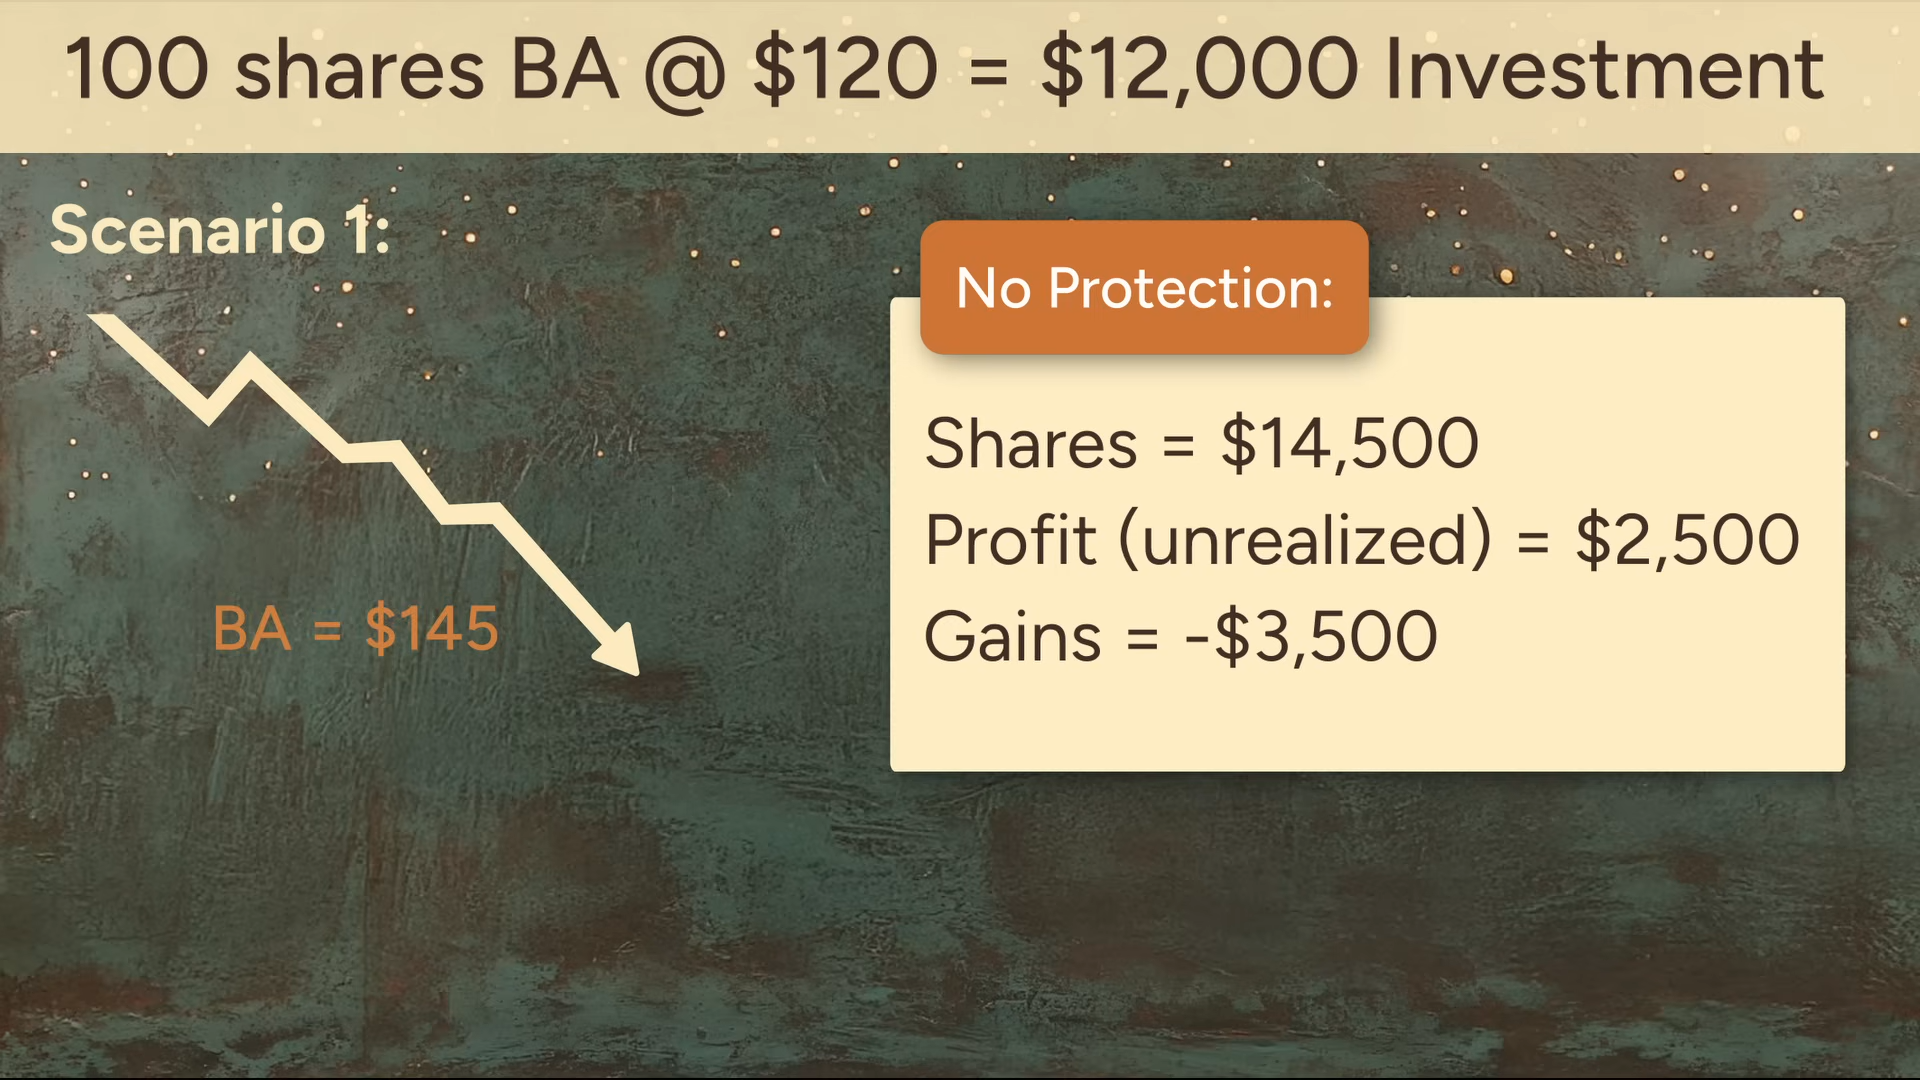 100 shares BA @ $120 = $12,000 Investment
Scenario 1:
BA = $145
No Protection:
Shares = $14,500
Profit (unrealized) = $2,500
Gains = -$3,500